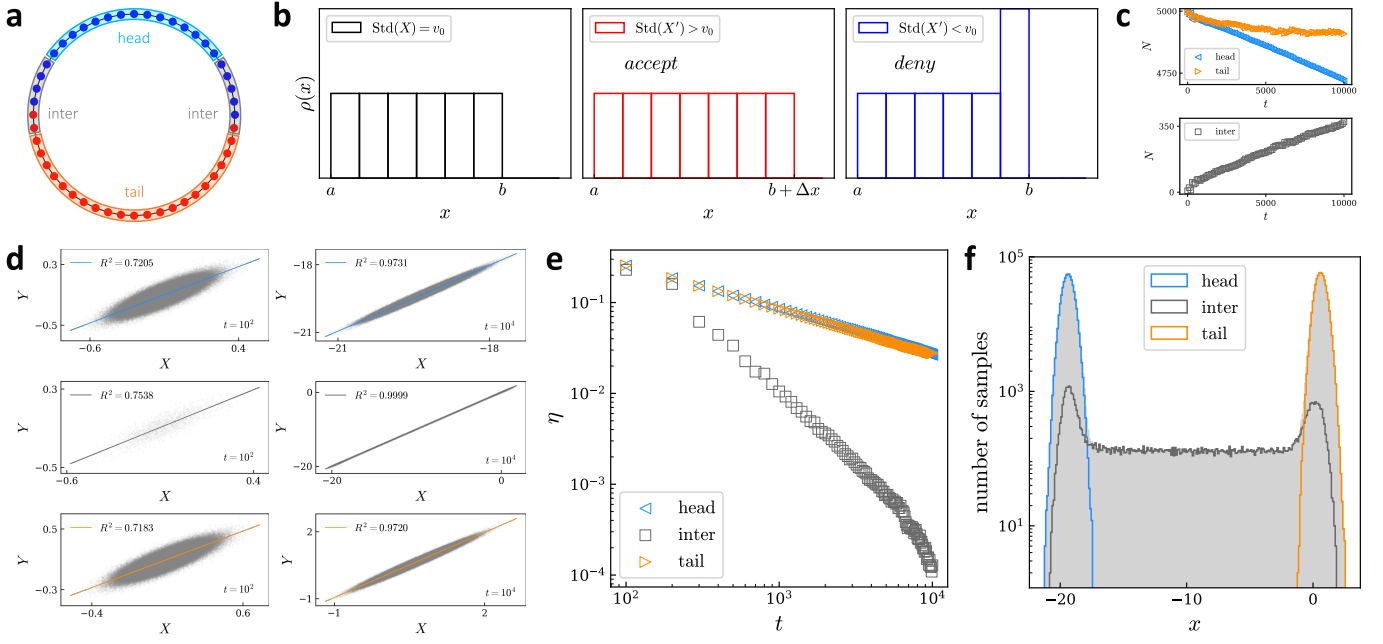 a
head
inter
inter
tail
b
Std(X) = v₀
ρ(x)
a
b
x
Std(X′) > v₀
accept
a
b + Δx
x
Std(X′) < v₀
deny
a
b
x
c
5000
N
4750
head
tail
0
5000
10000
t
350
N
0
inter
0
5000
10000
t
d
0.3
Y
−0.5
R² = 0.7205
t = 10²
−0.6
0.4
X
−18
Y
−21
R² = 0.9731
t = 10⁴
−21
−18
X
0.3
Y
−0.5
R² = 0.7538
t = 10²
−0.6
0.4
X
0
Y
−20
R² = 0.9999
t = 10⁴
−20
0
X
0.5
Y
−0.3
R² = 0.7183
t = 10²
−0.4
0.6
X
2
Y
−1
R² = 0.9720
t = 10⁴
−1
2
X
e
10⁻¹
10⁻²
10⁻³
10⁻⁴
η
head
inter
tail
10²
10³
10⁴
t
f
10⁵
10³
10¹
number of samples
head
inter
tail
−20
−10
0
x